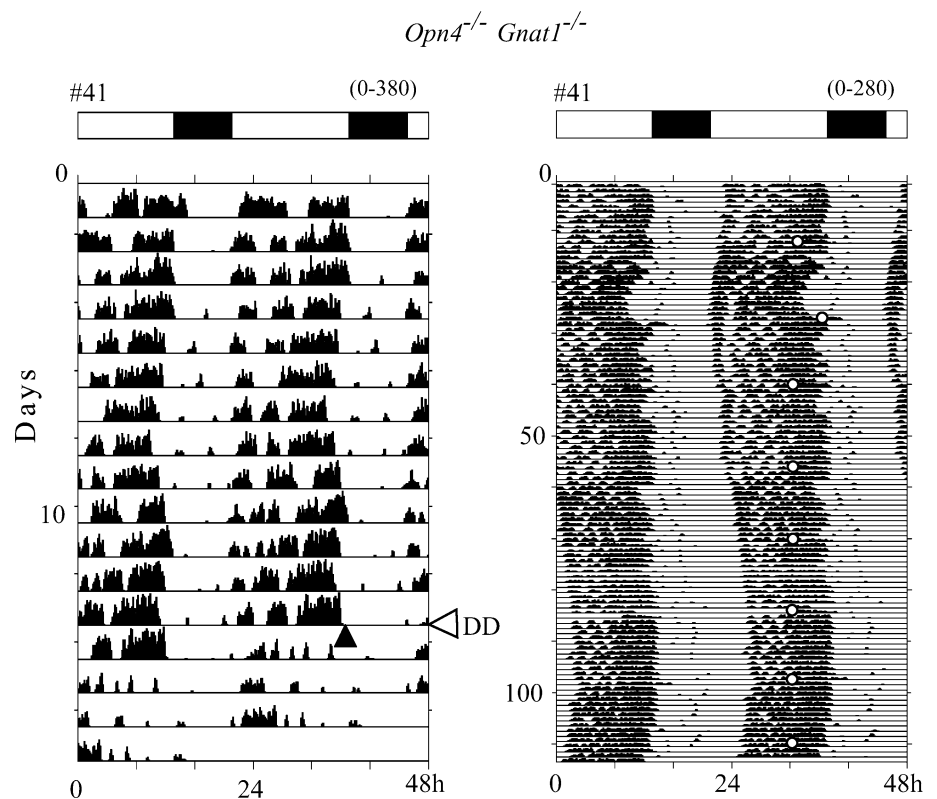 Opn4-/- Gnat1-/-
#41 (0-380)
#41 (0-280)
0
10
Days
DD
0 24 48h
0
50
100
0 24 48h